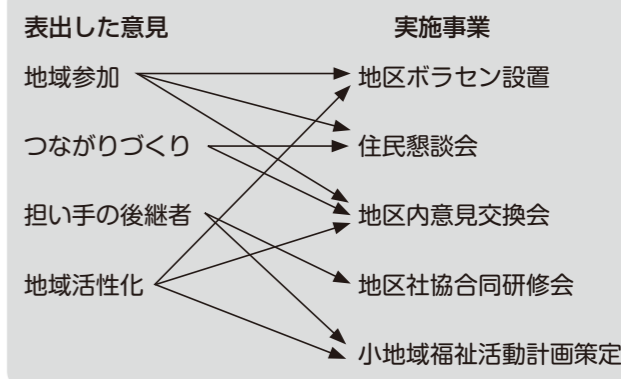 表出した意見 実施事業
地域参加 地区ボラセン設置
つながりづくり 住民懇談会
担い手の後継者 地区内意見交換会
地域活性化 地区社協合同研修会
小地域福祉活動計画策定